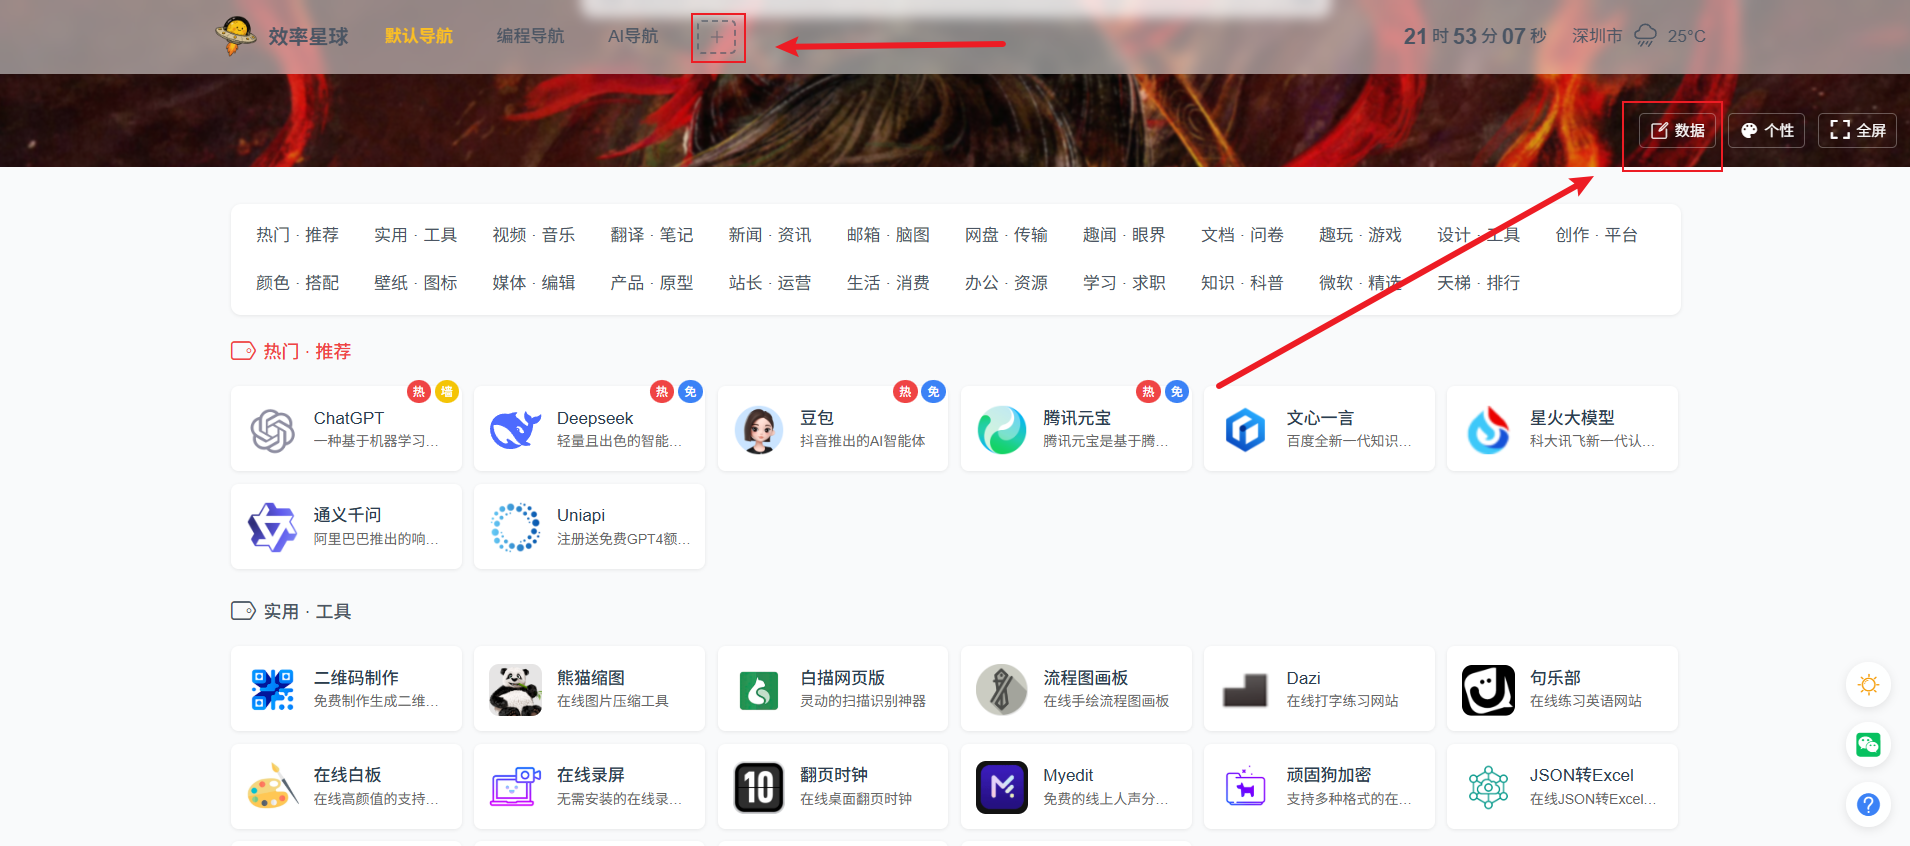 效率星球 默认导航 编程导航 AI导航 + 21时53分07秒 深圳市 25°C
数据 个性 全屏
热门 · 推荐 实用 · 工具 视频 · 音乐 翻译 · 笔记 新闻 · 资讯 邮箱 · 脑图 网盘 · 传输 趣闻 · 眼界 文档 · 问卷 趣玩 · 游戏 设计 · 工具 创作 · 平台
颜色 · 搭配 壁纸 · 图标 媒体 · 编辑 产品 · 原型 站长 · 运营 生活 · 消费 办公 · 资源 学习 · 求职 知识 · 科普 微软 · 精选 天梯 · 排行
热门 · 推荐
热 墙 热 免 热 免 热 免
ChatGPT Deepseek 豆包 腾讯元宝 文心一言 星火大模型
一种基于机器学习... 轻量且出色的智能... 抖音推出的AI智能体 腾讯元宝是基于腾... 百度全新一代知识... 科大讯飞新一代认...
通义千问 Uniapi
阿里巴巴推出的响... 注册送免费GPT4额...
实用 · 工具
二维码制作 熊猫缩图 白描网页版 流程图画板 Dazi 句乐部
免费制作生成二维... 在线图片压缩工具 灵动的扫描识别神器 在线手绘流程图画板 在线打字练习网站 在线练习英语网站
在线白板 在线录屏 10 翻页时钟 Myedit 顽固狗加密 JSON转Excel
在线高颜值的支持... 无需安装的在线录... 在线桌面翻页时钟 免费的线上人声分... 支持多种格式的在... 在线JSON转Excel...
?